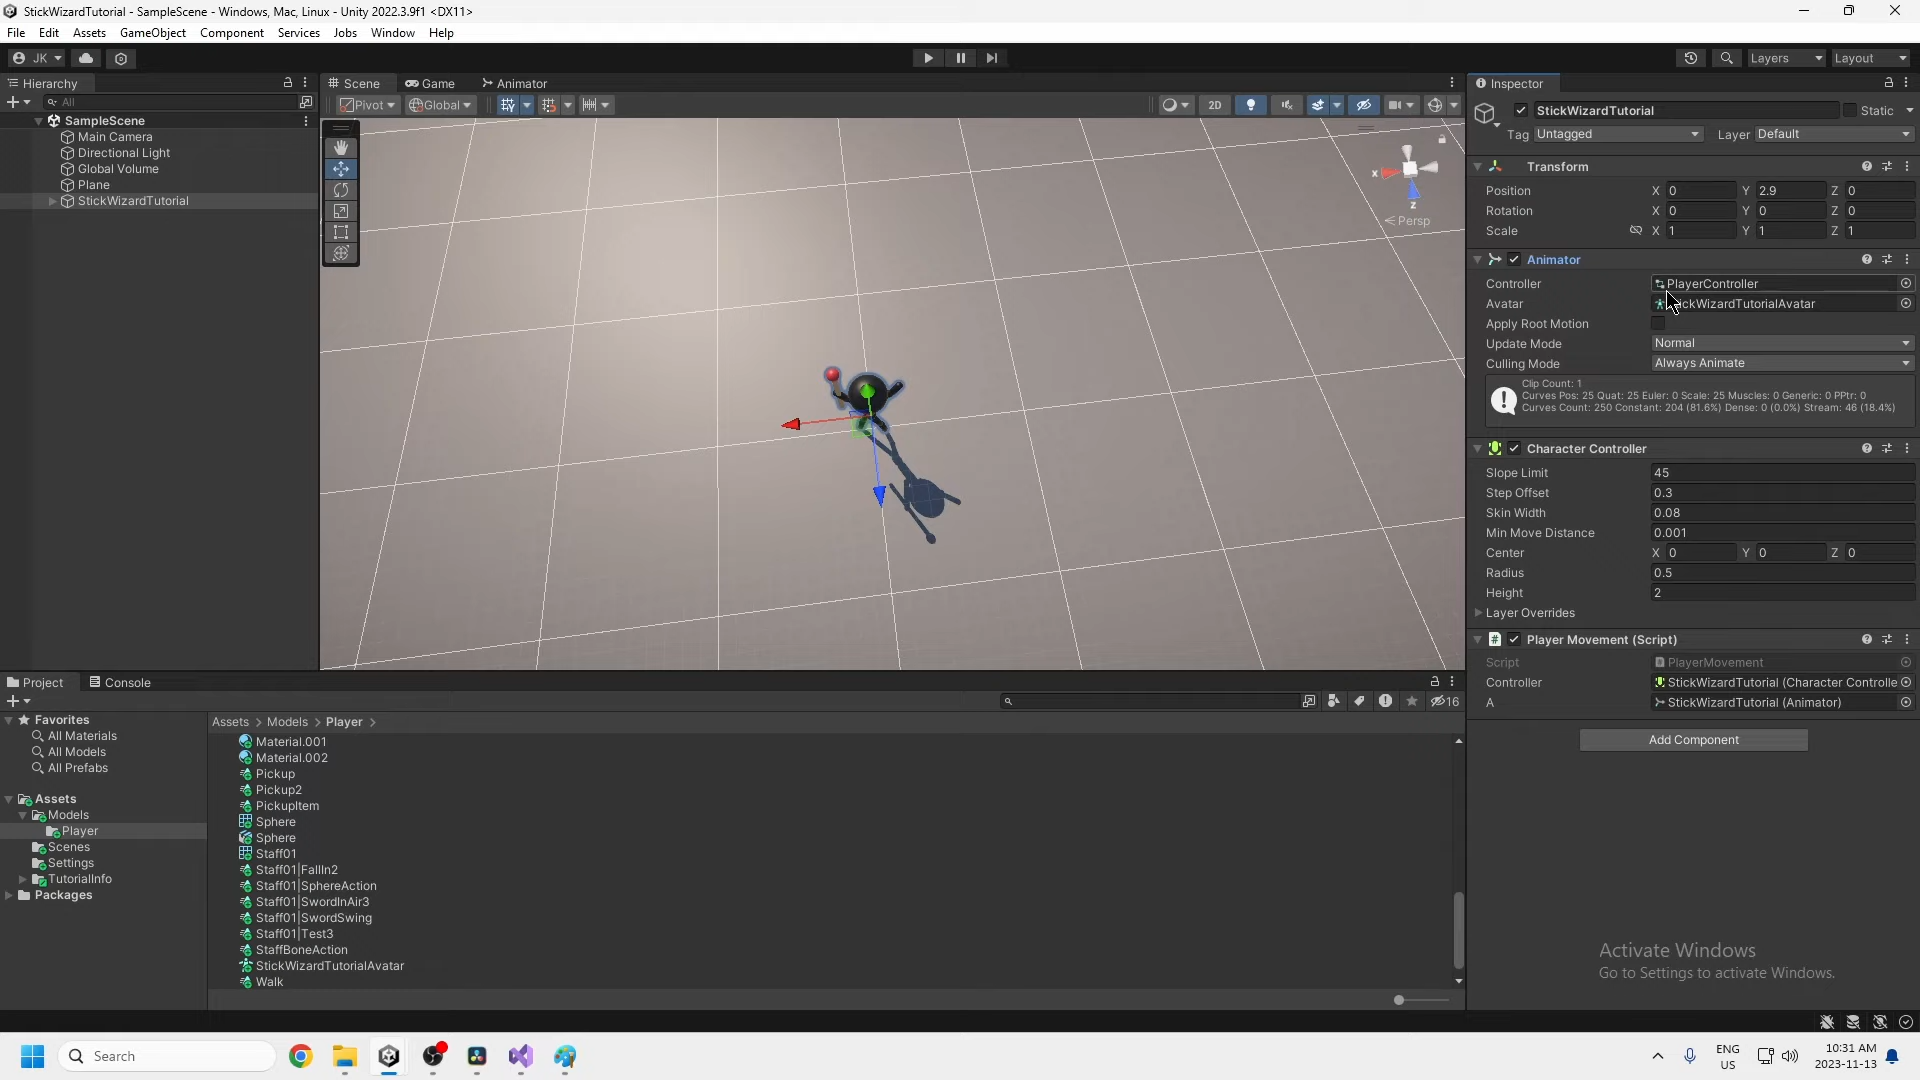 StickWizardTutorial - SampleScene - Windows, Mac, Linux - Unity 2022.3.9f1 <DX11>
File Edit Assets GameObject Component Services Jobs Window Help
JK Layers Layout
Hierarchy
All
SampleScene
Main Camera
Directional Light
Global Volume
Plane
StickWizardTutorial
Scene Game Animator
Pivot Global 2D
x
z
Persp
Inspector
StickWizardTutorial Static
Tag Untagged Layer Default
Transform
Position X 0 Y 2.9 Z 0
Rotation X 0 Y 0 Z 0
Scale X 1 Y 1 Z 1
Animator
Controller PlayerController
Avatar StickWizardTutorialAvatar
Apply Root Motion
Update Mode Normal
Culling Mode Always Animate
Clip Count: 1
Curves Pos: 25 Quat: 25 Euler: 0 Scale: 25 Muscles: 0 Generic: 0 PPtr: 0
Curves Count: 250 Constant: 204 (81.6%) Dense: 0 (0.0%) Stream: 46 (18.4%)
Character Controller
Slope Limit 45
Step Offset 0.3
Skin Width 0.08
Min Move Distance 0.001
Center X 0 Y 0 Z 0
Radius 0.5
Height 2
Layer Overrides
# Player Movement (Script)
Script PlayerMovement
Controller StickWizardTutorial (Character Controlle
A StickWizardTutorial (Animator)
Add Component
Project Console
16
Favorites
All Materials
All Models
All Prefabs
Assets
Models
Player
Scenes
Settings
TutorialInfo
Packages
Assets > Models > Player >
Material.001
Material.002
Pickup
Pickup2
PickupItem
Sphere
Sphere
Staff01
Staff01|FallIn2
Staff01|SphereAction
Staff01|SwordInAir3
Staff01|SwordSwing
Staff01|Test3
StaffBoneAction
StickWizardTutorialAvatar
Walk
Activate Windows
Go to Settings to activate Windows.
Search
ENG
US
10:31 AM
2023-11-13